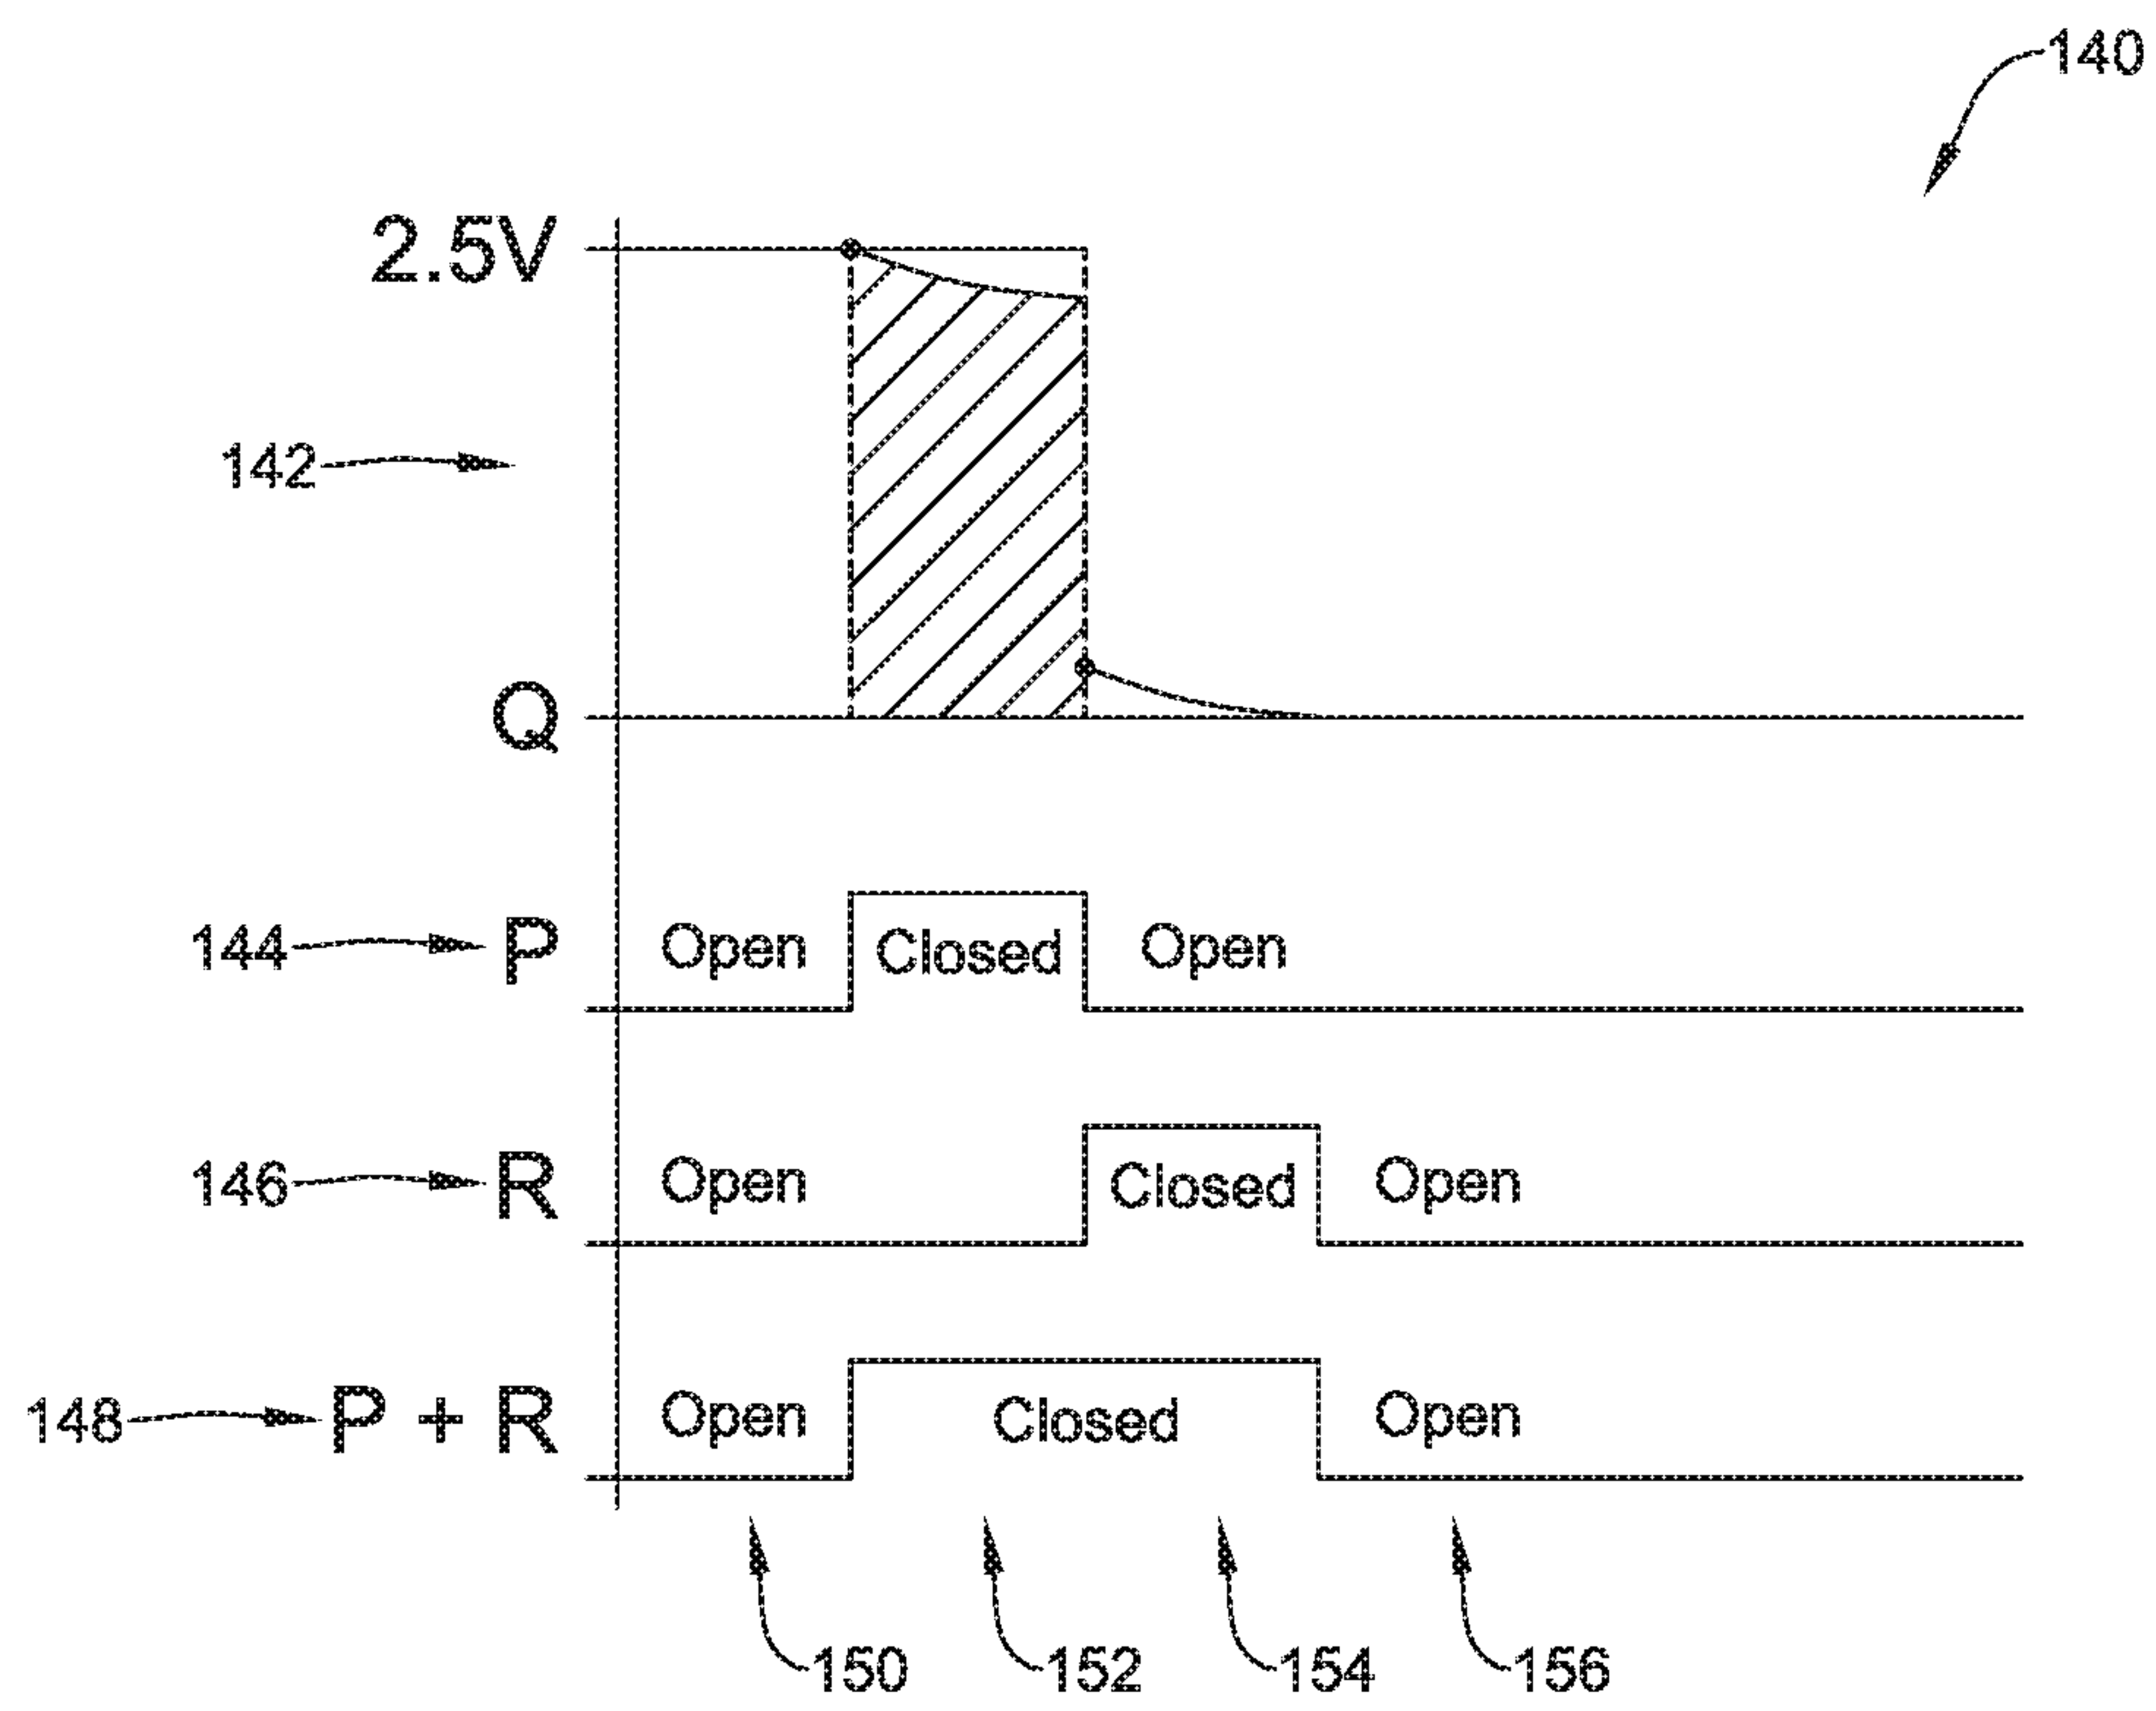 140
2.5V
142
Q
144 P Open Closed Open
146 R Open Closed Open
148 P + R Open Closed Open
150 152 154 156